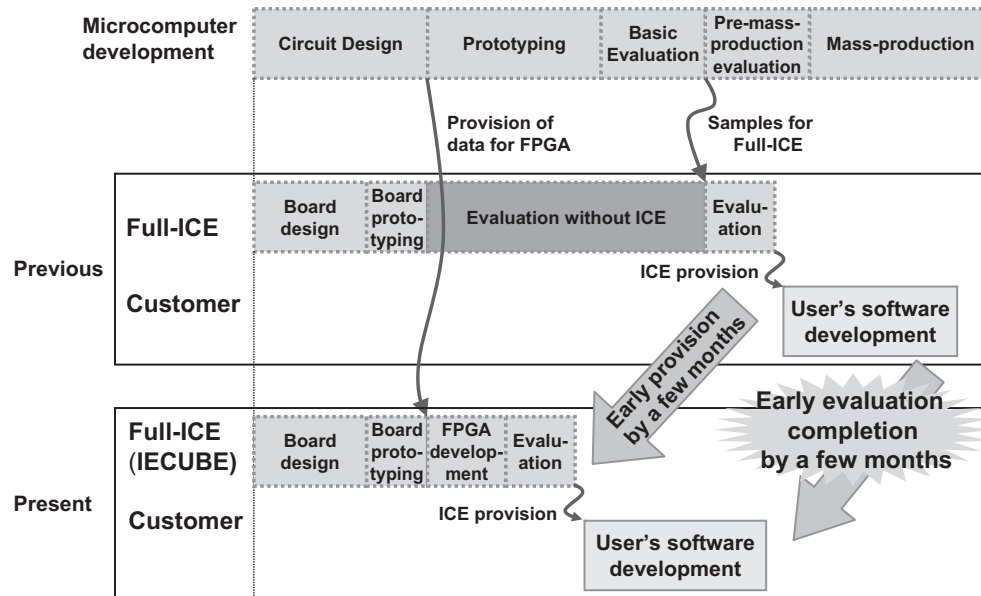 Microcomputer
development
Circuit Design
Prototyping
Basic
Evaluation
Pre-mass-
production
evaluation
Mass-production
Provision of
data for FPGA
Samples for
Full-ICE
Previous
Full-ICE
Board
design
Board
proto-
typing
Evaluation without ICE
Evalu-
ation
ICE provision
Customer
User's software
development
Early provision
by a few months
Early evaluation
completion
by a few months
Present
Full-ICE
(IECUBE)
Board
design
Board
proto-
typing
FPGA
develop-
ment
Evalu-
ation
ICE provision
Customer
User's software
development